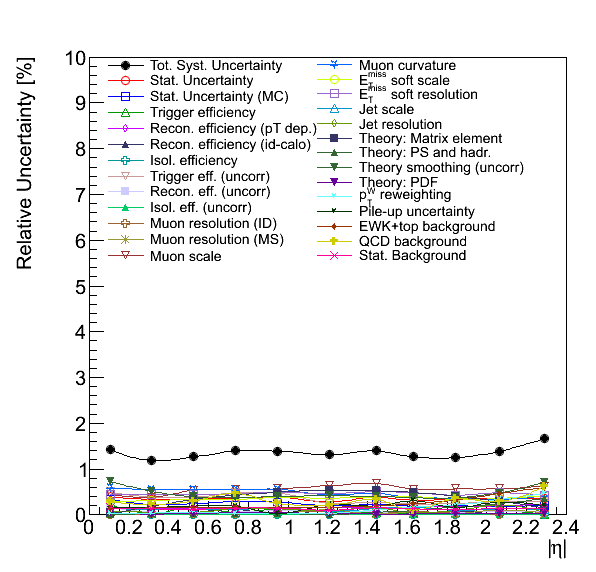 Relative Uncertainty [%]
10
9
8
7
6
5
4
3
2
1
0
Tot. Syst. Uncertainty
Stat. Uncertainty
Stat. Uncertainty (MC)
Trigger efficiency
Recon. efficiency (pT dep.)
Recon. efficiency (id-calo)
Isol. efficiency
Trigger eff. (uncorr)
Recon. eff. (uncorr)
Isol. eff. (uncorr)
Muon resolution (ID)
Muon resolution (MS)
Muon scale
Muon curvature
E_T^miss soft scale
E_T^miss soft resolution
Jet scale
Jet resolution
Theory: Matrix element
Theory: PS and hadr.
Theory smoothing (uncorr)
Theory: PDF
p_T^W reweighting
Pile-up uncertainty
EWK+top background
QCD background
Stat. Background
0 0.2 0.4 0.6 0.8 1 1.2 1.4 1.6 1.8 2 2.2 2.4
|η|